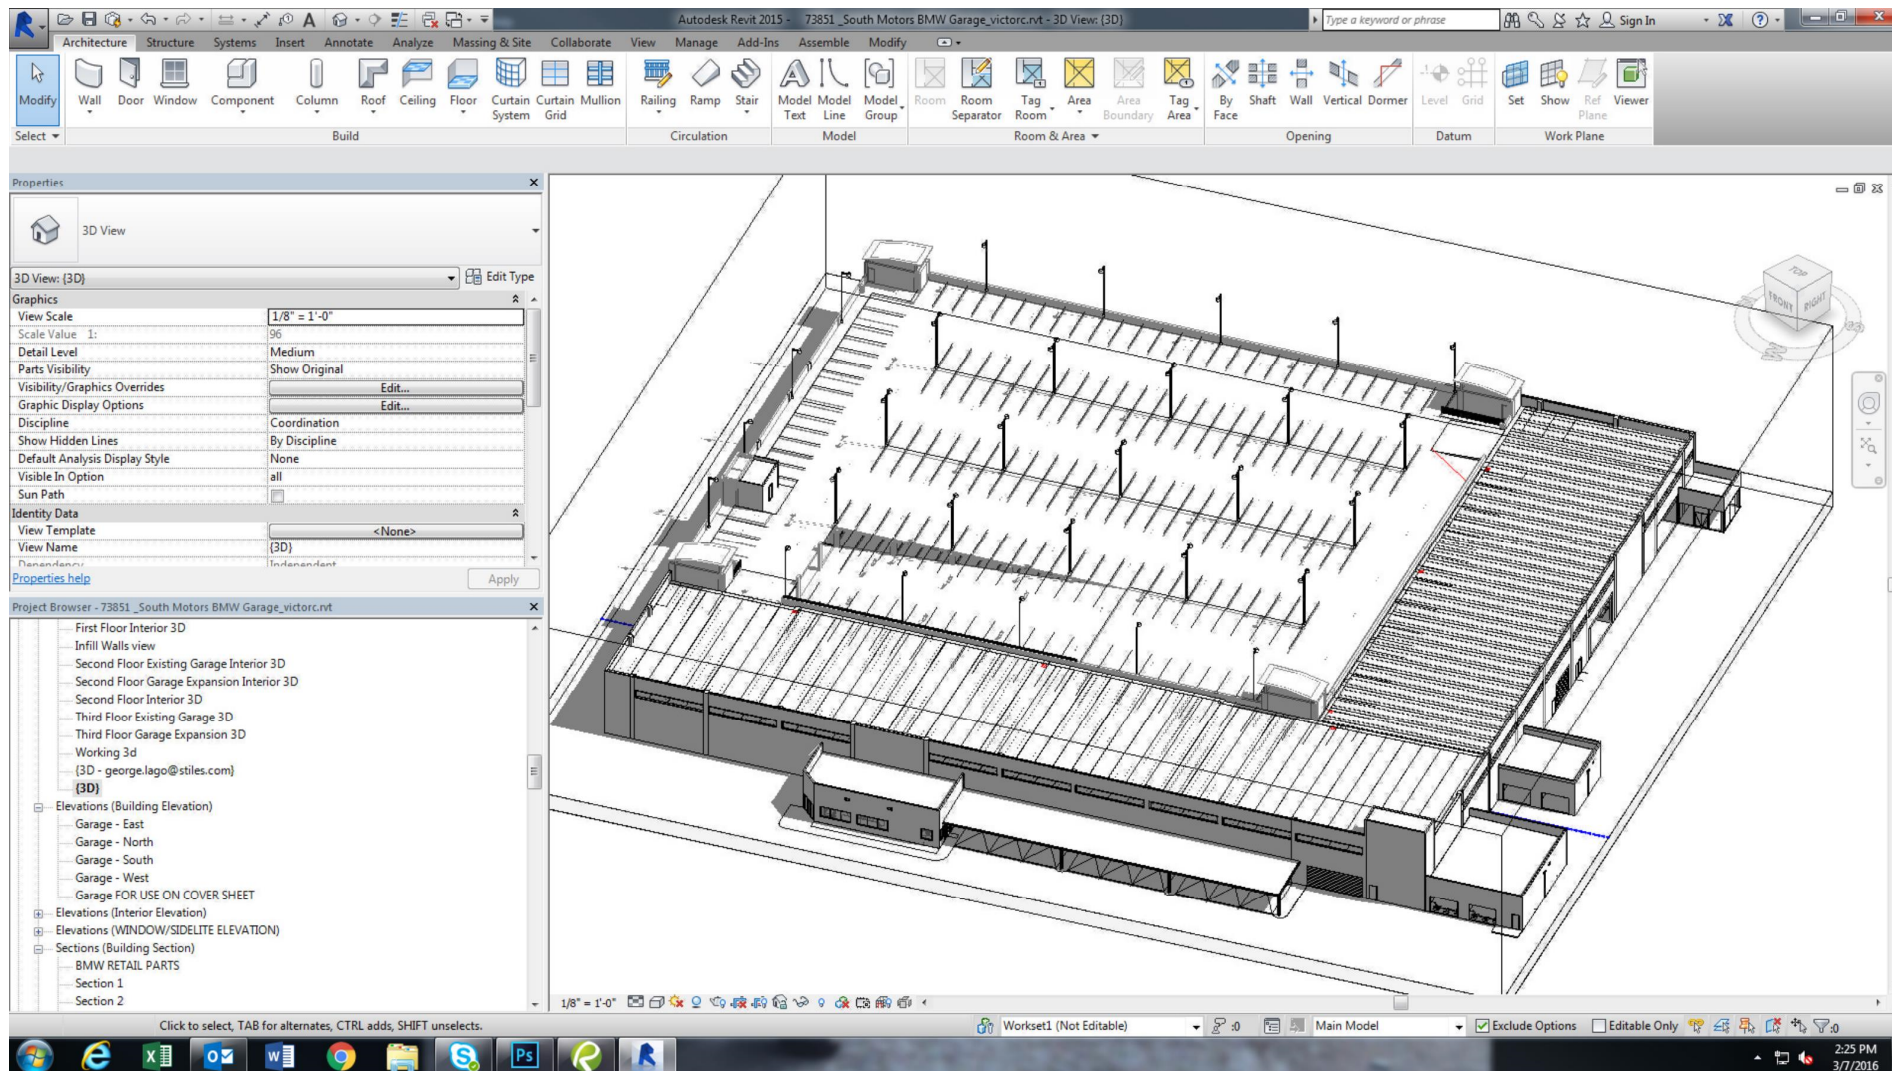 Autodesk Revit 2015 - 73851 _South Motors BMW Garage_victorc.rvt - 3D View: {3D}
Type a keyword or phrase
Sign In
Architecture Structure Systems Insert Annotate Analyze Massing & Site Collaborate View Manage Add-Ins Assemble Modify
Modify Wall Door Window Component Column Roof Ceiling Floor Curtain System Curtain Grid Mullion Railing Ramp Stair Model Text Model Line Model Group Room Room Separator Tag Room Area Area Boundary Tag Area By Face Shaft Wall Vertical Dormer Level Grid Set Show Ref Plane Viewer
Select Build Circulation Model Room & Area Opening Datum Work Plane
Properties
3D View
3D View: {3D} Edit Type
Graphics
View Scale 1/8" = 1'-0"
Scale Value 1: 96
Detail Level Medium
Parts Visibility Show Original
Visibility/Graphics Overrides Edit...
Graphic Display Options Edit...
Discipline Coordination
Show Hidden Lines By Discipline
Default Analysis Display Style None
Visible In Option all
Sun Path
Identity Data
View Template <None>
View Name {3D}
Dependency Independent
Properties help Apply
Project Browser - 73851 _South Motors BMW Garage_victorc.rvt
First Floor Interior 3D
Infill Walls view
Second Floor Existing Garage Interior 3D
Second Floor Garage Expansion Interior 3D
Second Floor Interior 3D
Third Floor Existing Garage 3D
Third Floor Garage Expansion 3D
Working 3d
{3D - george.lago@stiles.com}
{3D}
Elevations (Building Elevation)
Garage - East
Garage - North
Garage - South
Garage - West
Garage FOR USE ON COVER SHEET
Elevations (Interior Elevation)
Elevations (WINDOW/SIDELITE ELEVATION)
Sections (Building Section)
BMW RETAIL PARTS
Section 1
Section 2
TOP
FRONT RIGHT
1/8" = 1'-0"
Click to select, TAB for alternates, CTRL adds, SHIFT unselects.
Workset1 (Not Editable) :0 Main Model Exclude Options Editable Only :0
Ps
2:25 PM
3/7/2016